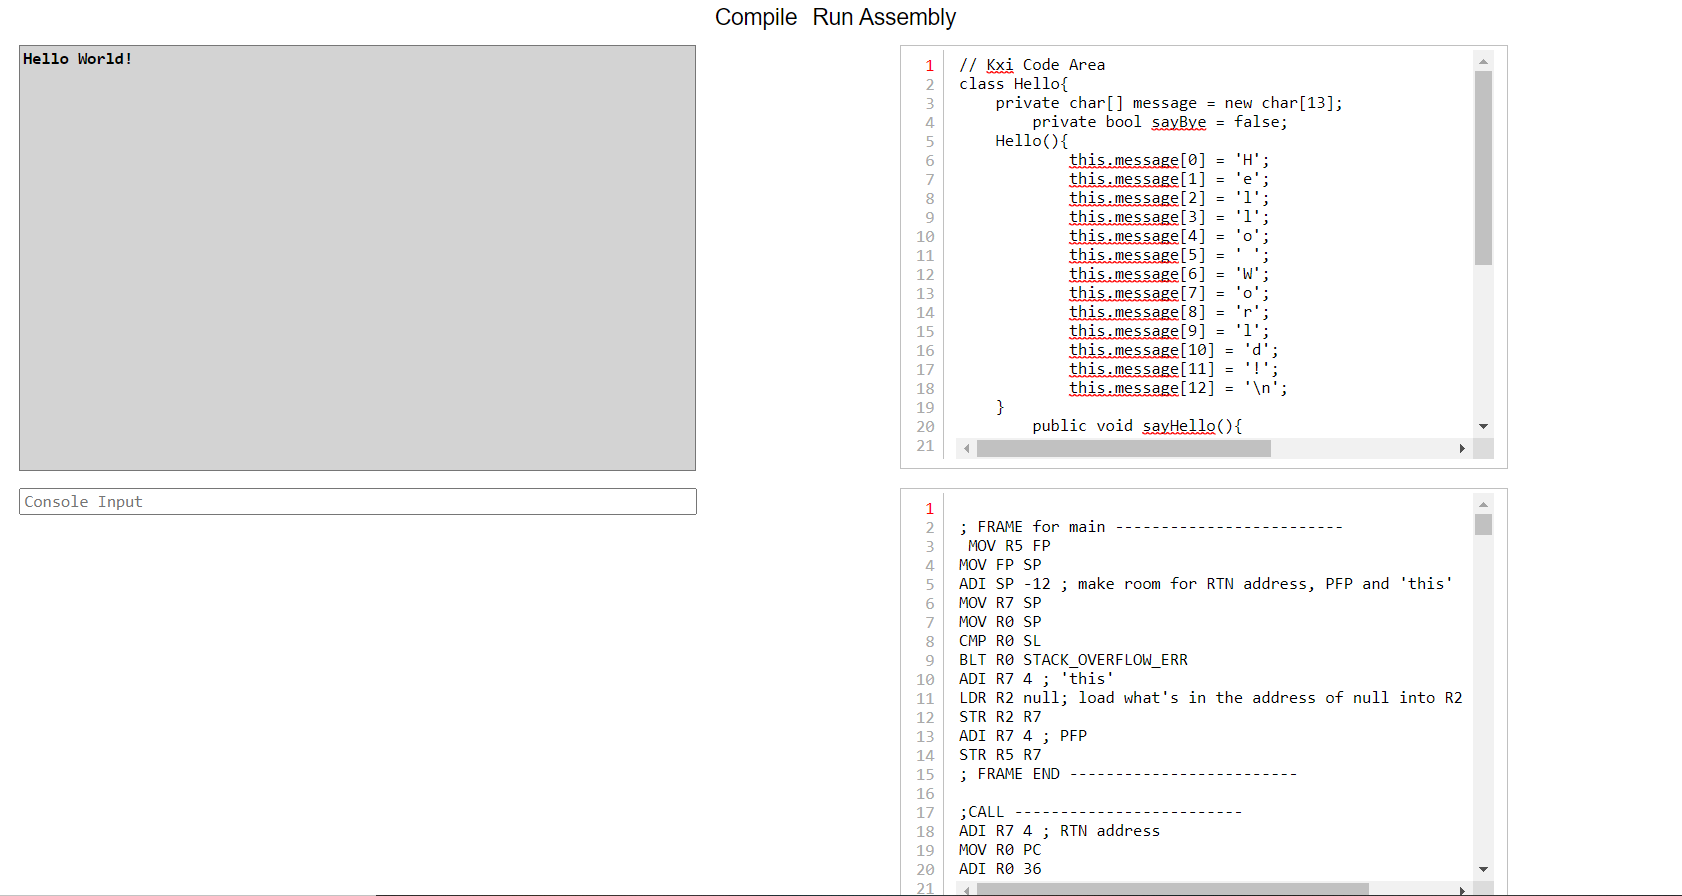 Compile Run Assembly
Hello World!
Console Input
1 // Kxi Code Area
2 class Hello{
3 private char[] message = new char[13];
4 private bool sayBye = false;
5 Hello(){
6 this.message[0] = 'H';
7 this.message[1] = 'e';
8 this.message[2] = 'l';
9 this.message[3] = 'l';
10 this.message[4] = 'o';
11 this.message[5] = ' ';
12 this.message[6] = 'W';
13 this.message[7] = 'o';
14 this.message[8] = 'r';
15 this.message[9] = 'l';
16 this.message[10] = 'd';
17 this.message[11] = '!';
18 this.message[12] = '\n';
19 }
20 public void sayHello(){
21
1
2 ; FRAME for main -------------------------
3 MOV R5 FP
4 MOV FP SP
5 ADI SP -12 ; make room for RTN address, PFP and 'this'
6 MOV R7 SP
7 MOV R0 SP
8 CMP R0 SL
9 BLT R0 STACK_OVERFLOW_ERR
10 ADI R7 4 ; 'this'
11 LDR R2 null; load what's in the address of null into R2
12 STR R2 R7
13 ADI R7 4 ; PFP
14 STR R5 R7
15 ; FRAME END -------------------------
16
17 ;CALL -------------------------
18 ADI R7 4 ; RTN address
19 MOV R0 PC
20 ADI R0 36
21